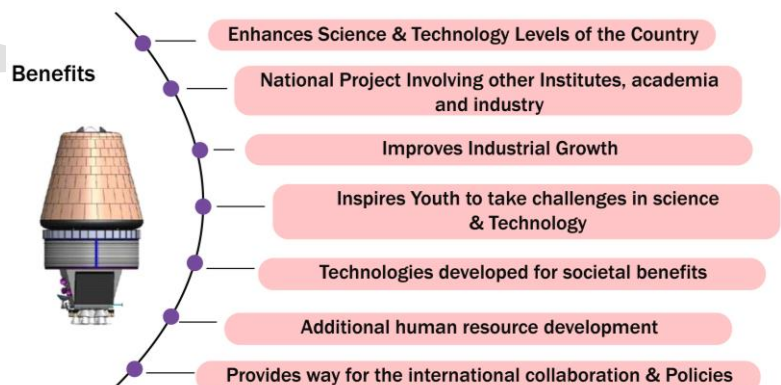 Benefits
Enhances Science & Technology Levels of the Country
National Project Involving other Institutes, academia
and industry
Improves Industrial Growth
Inspires Youth to take challenges in science
& Technology
Technologies developed for societal benefits
Additional human resource development
Provides way for the international collaboration & Policies